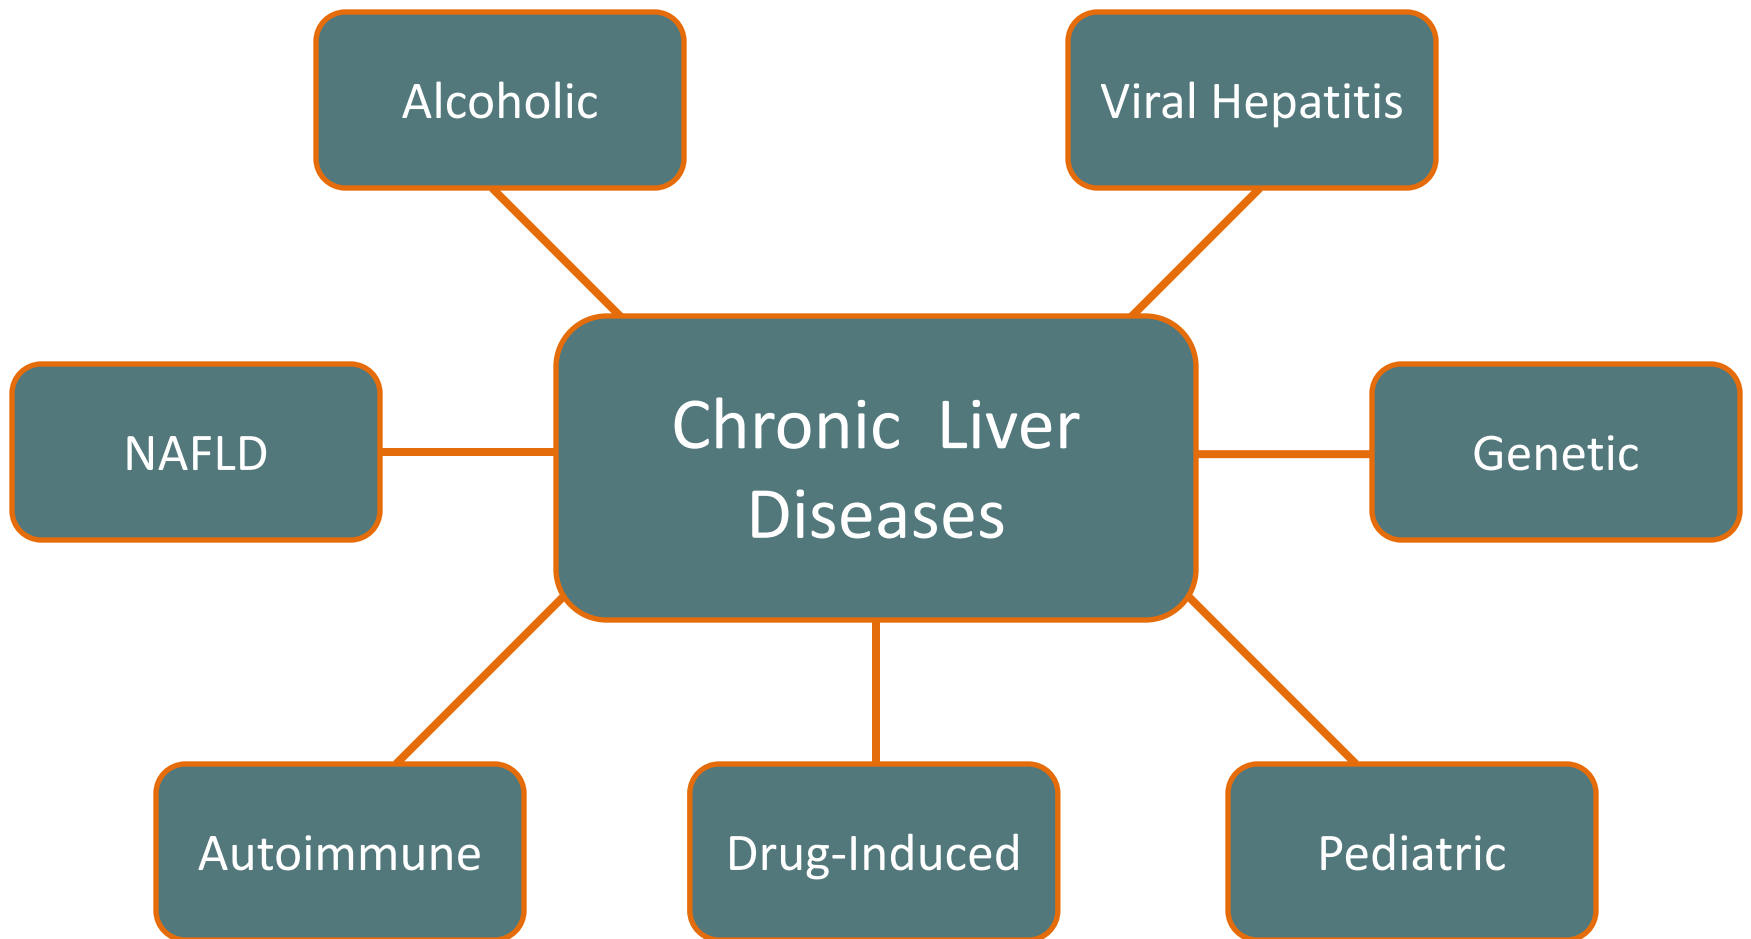 Alcoholic
Viral Hepatitis
Chronic  Liver
Diseases
NAFLD
Genetic
Autoimmune
Drug-Induced
Pediatric